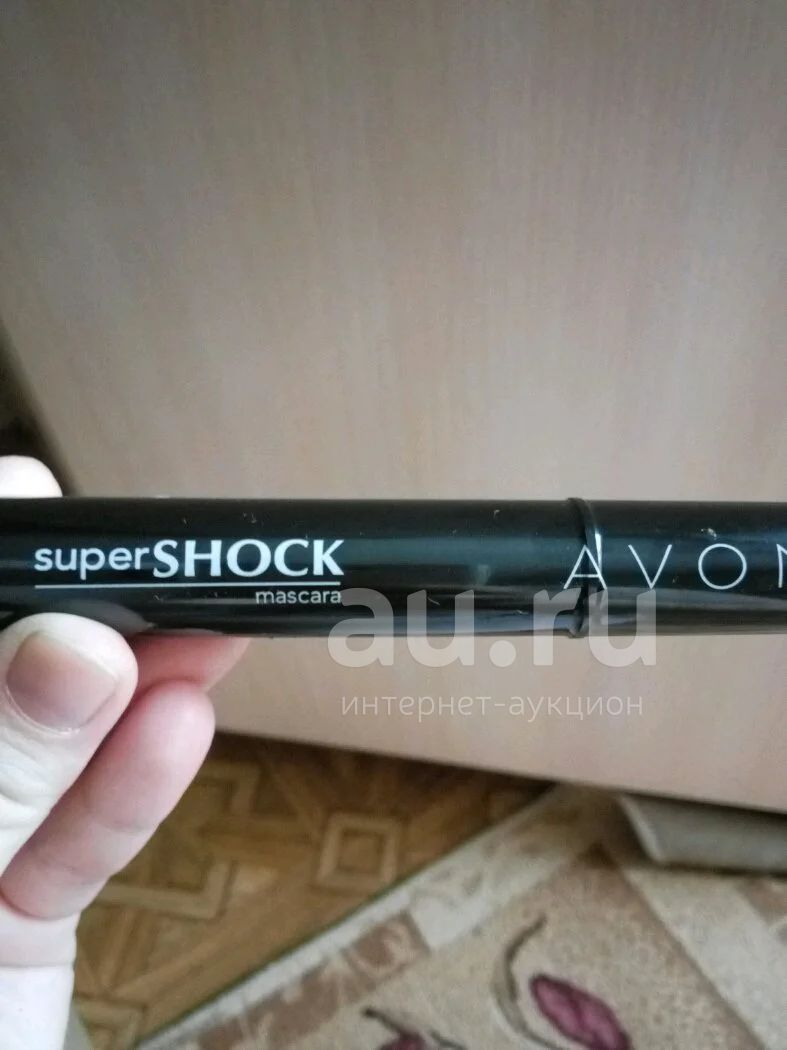 superSHOCK
mascara
AVON
au.ru
интернет-аукцион